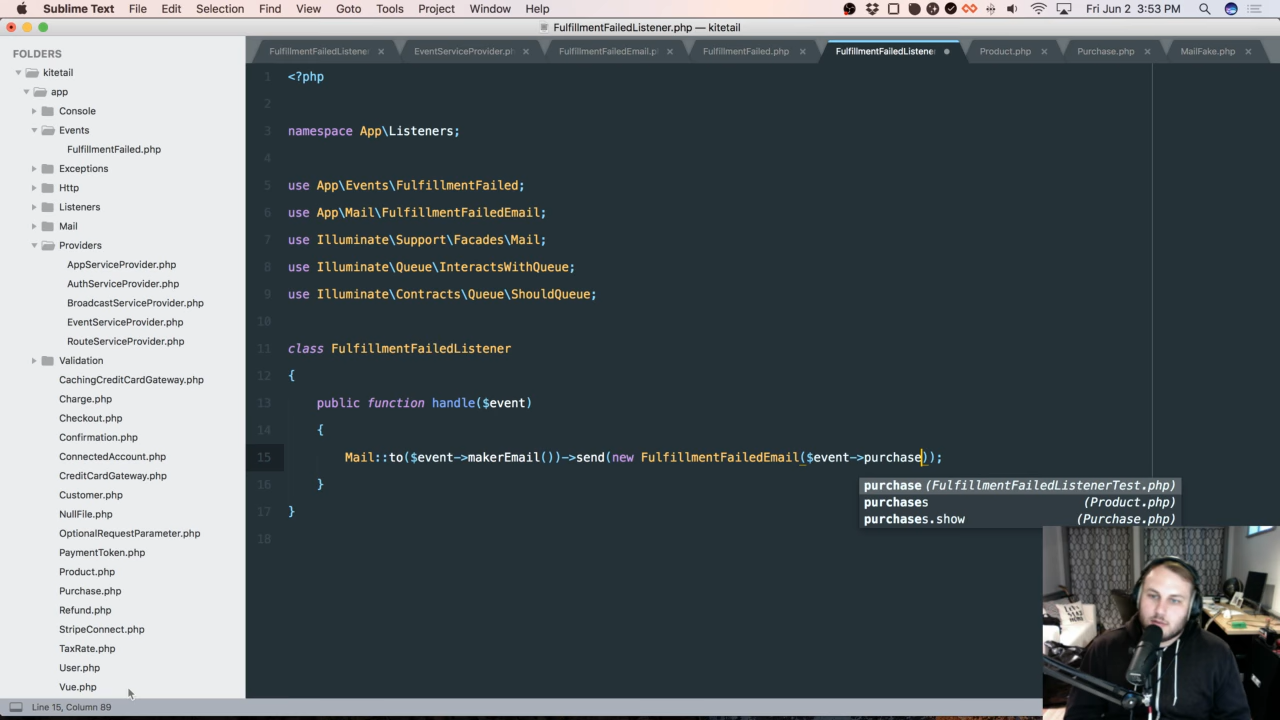 Sublime Text File Edit Selection Find View Goto Tools Project Window Help Fri Jun 2 3:53 PM
FulfillmentFailedListener.php — kitetail
FOLDERS
kitetail
app
Console
Events
FulfillmentFailed.php
Exceptions
Http
Listeners
Mail
Providers
AppServiceProvider.php
AuthServiceProvider.php
BroadcastServiceProvider.php
EventServiceProvider.php
RouteServiceProvider.php
Validation
CachingCreditCardGateway.php
Charge.php
Checkout.php
Confirmation.php
ConnectedAccount.php
CreditCardGateway.php
Customer.php
NullFile.php
OptionalRequestParameter.php
PaymentToken.php
Product.php
Purchase.php
Refund.php
StripeConnect.php
TaxRate.php
User.php
Vue.php
FulfillmentFailedListene EventServiceProvider.ph FulfillmentFailedEmail.p FulfillmentFailed.php FulfillmentFailedListene Product.php Purchase.php MailFake.php
1 <?php
2
3 namespace App\Listeners;
4
5 use App\Events\FulfillmentFailed;
6 use App\Mail\FulfillmentFailedEmail;
7 use Illuminate\Support\Facades\Mail;
8 use Illuminate\Queue\InteractsWithQueue;
9 use Illuminate\Contracts\Queue\ShouldQueue;
10
11 class FulfillmentFailedListener
12 {
13 public function handle($event)
14 {
15 Mail::to($event->makerEmail())->send(new FulfillmentFailedEmail($event->purchase));
16 }
17 }
18
purchase (FulfillmentFailedListenerTest.php)
purchases (Product.php)
purchases.show (Purchase.php)
Line 15, Column 89